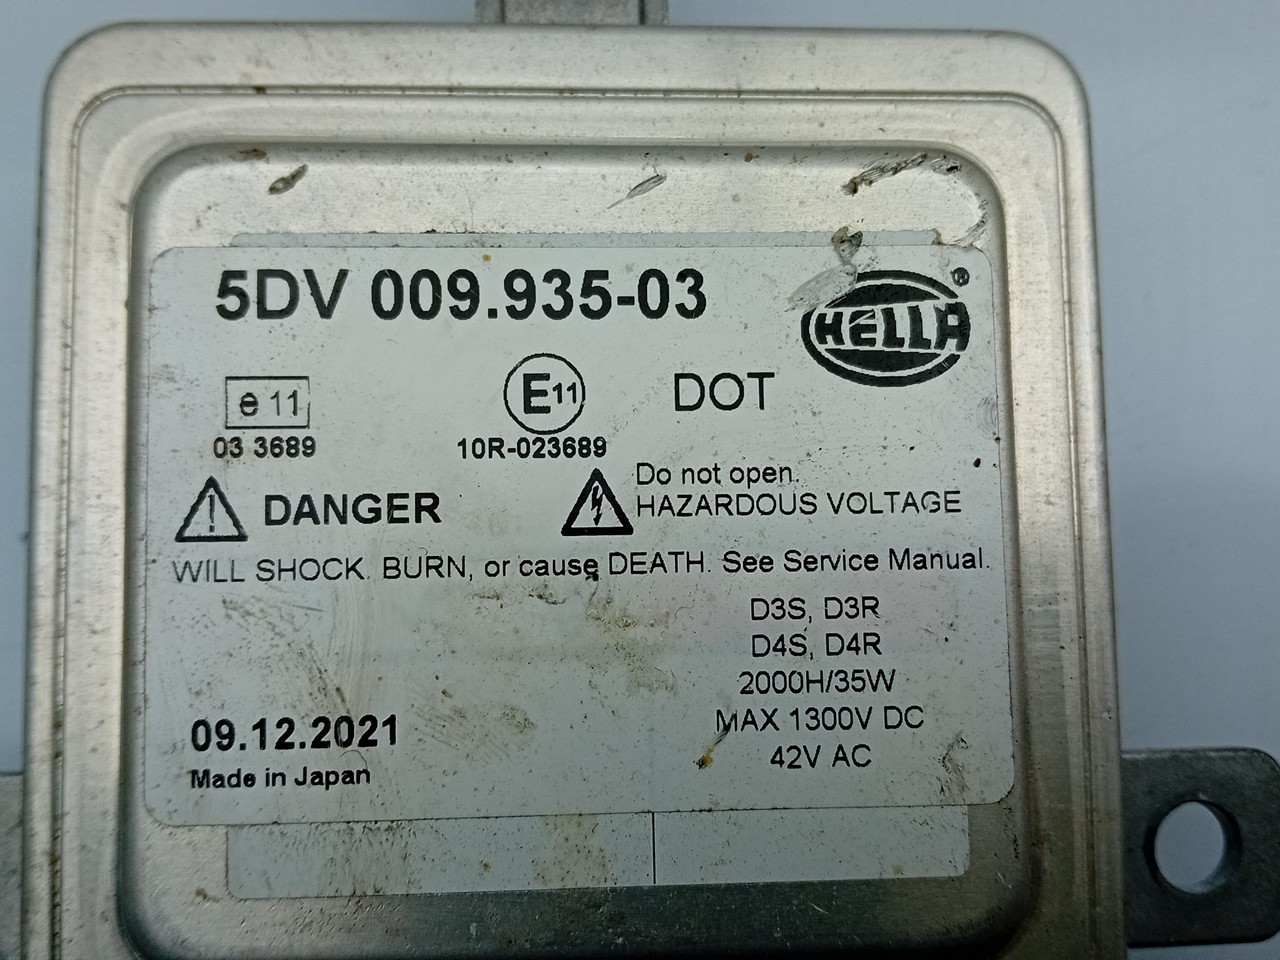 5DV 009.935-03
HELLA ®
e 11
03 3689
E11
10R-023689
DOT
DANGER
Do not open.
HAZARDOUS VOLTAGE
WILL SHOCK. BURN, or cause DEATH. See Service Manual.
D3S, D3R
D4S, D4R
2000H/35W
MAX 1300V DC
42V AC
09.12.2021
Made in Japan